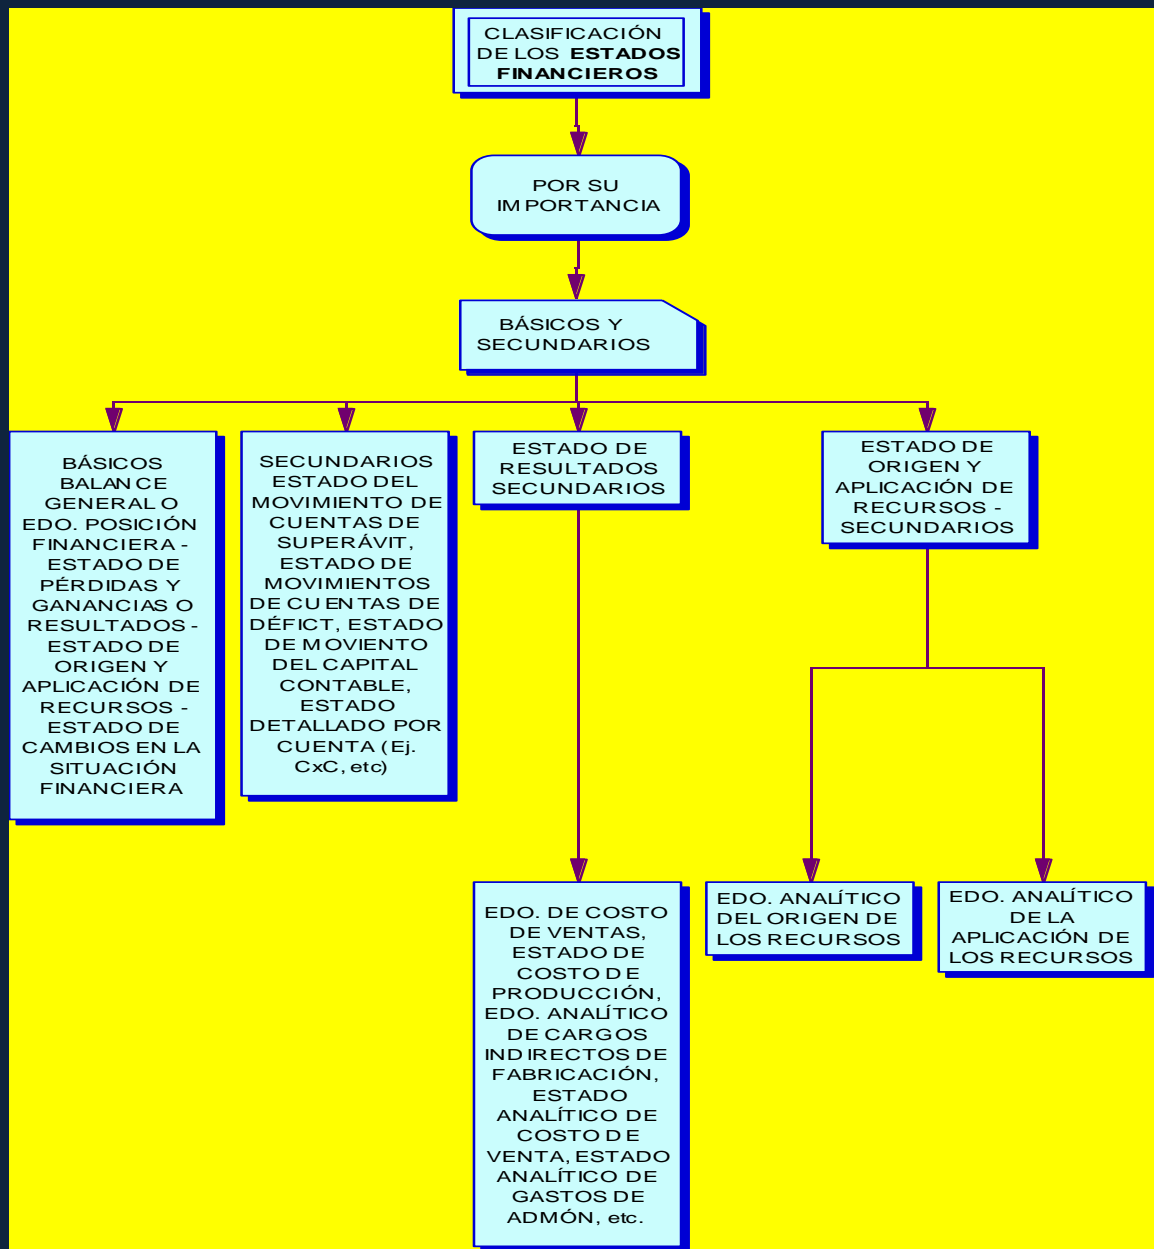 CLASIFICACIÓN
DE LOS ESTADOS
FINANCIEROS
POR SU
IMPORTANCIA
BÁSICOS Y
SECUNDARIOS
BÁSICOS
BALANCE
GENERAL O
EDO. POSICIÓN
FINANCIERA -
ESTADO DE
PÉRDIDAS Y
GANANCIAS O
RESULTADOS -
ESTADO DE
ORIGEN Y
APLICACIÓN DE
RECURSOS -
ESTADO DE
CAMBIOS EN LA
SITUACIÓN
FINANCIERA
SECUNDARIOS
ESTADO DEL
MOVIMIENTO DE
CUENTAS DE
SUPERÁVIT,
ESTADO DE
MOVIMIENTOS
DE CUENTAS DE
DÉFICT, ESTADO
DE MOVIENTO
DEL CAPITAL
CONTABLE,
ESTADO
DETALLADO POR
CUENTA (Ej.
CxC, etc)
ESTADO DE
RESULTADOS
SECUNDARIOS
ESTADO DE
ORIGEN Y
APLICACIÓN DE
RECURSOS -
SECUNDARIOS
EDO. DE COSTO
DE VENTAS,
ESTADO DE
COSTO DE
PRODUCCIÓN,
EDO. ANALÍTICO
DE CARGOS
INDIRECTOS DE
FABRICACIÓN,
ESTADO
ANALÍTICO DE
COSTO DE
VENTA, ESTADO
ANALÍTICO DE
GASTOS DE
ADMÓN, etc.
EDO. ANALÍTICO
DEL ORIGEN DE
LOS RECURSOS
EDO. ANALÍTICO
DE LA
APLICACIÓN DE
LOS RECURSOS